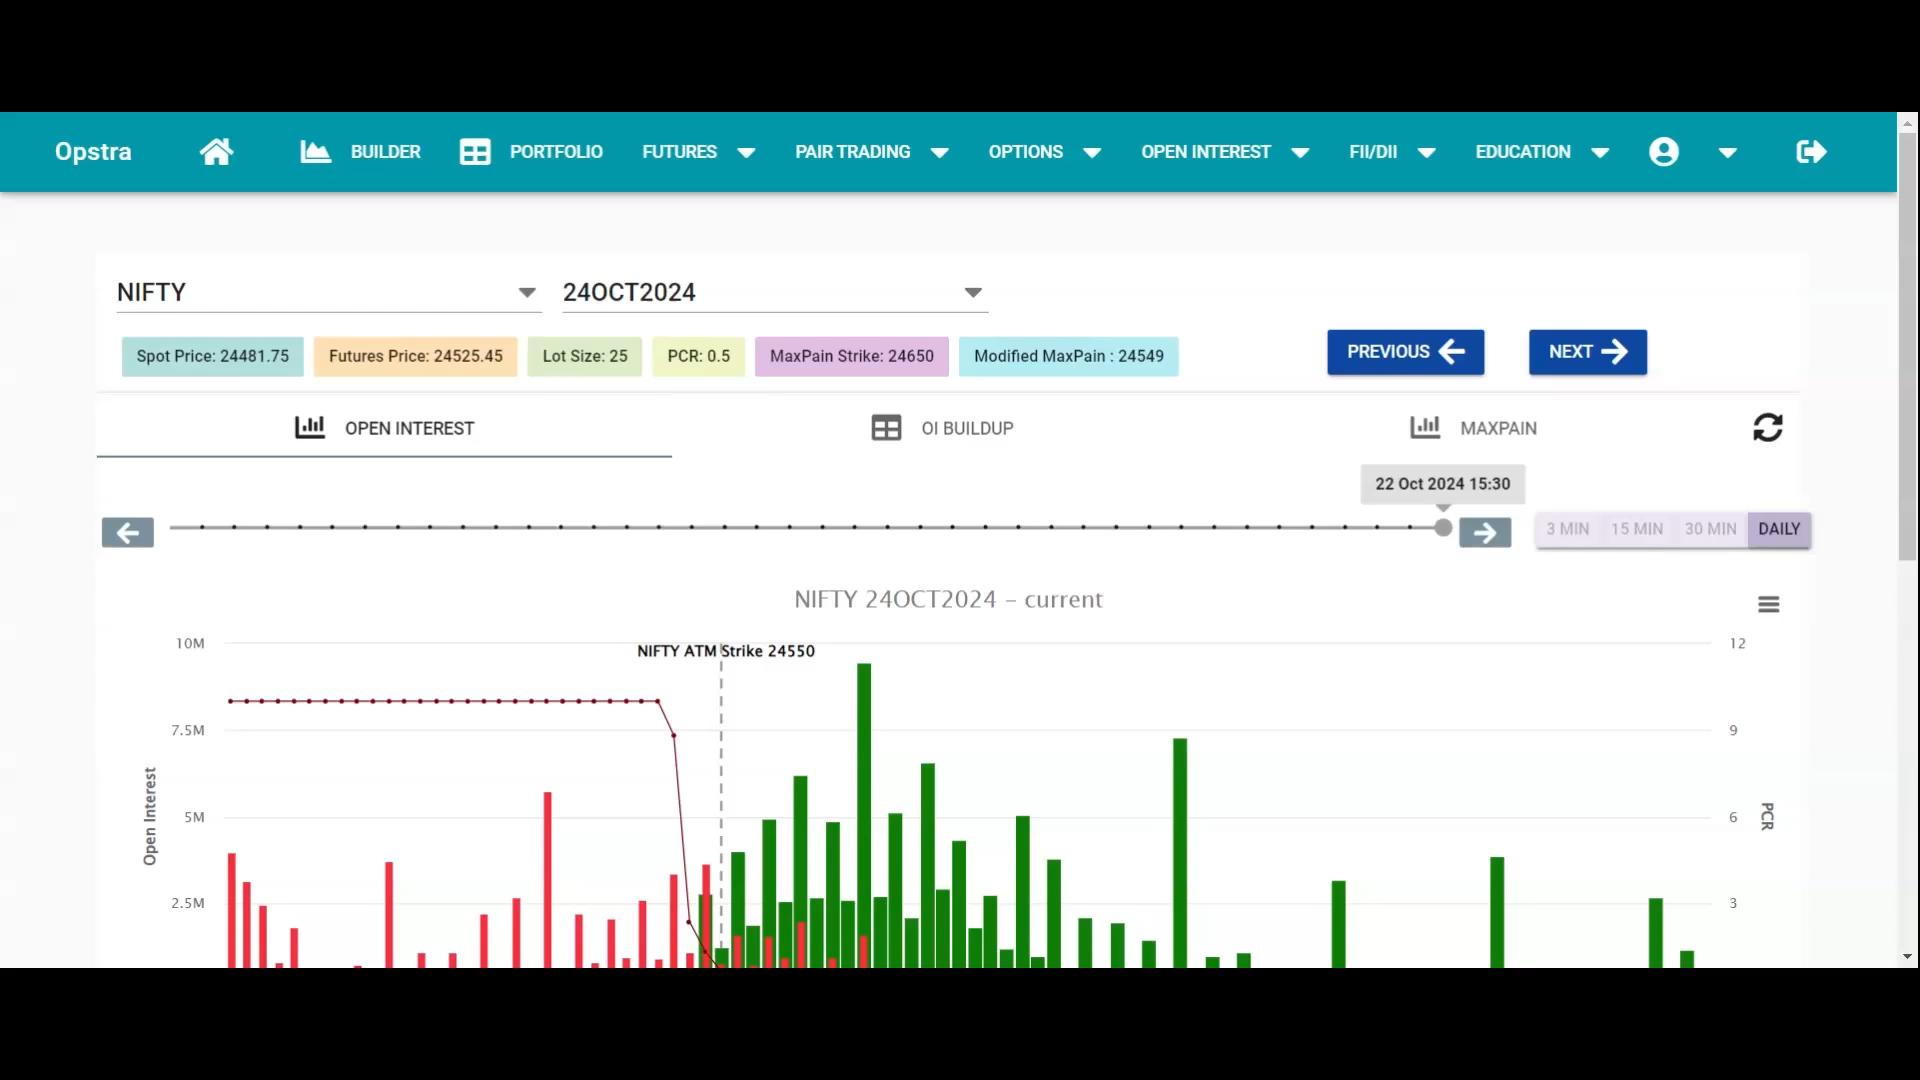 Opstra BUILDER PORTFOLIO FUTURES PAIR TRADING OPTIONS OPEN INTEREST FII/DII EDUCATION
NIFTY 24OCT2024
Spot Price: 24481.75 Futures Price: 24525.45 Lot Size: 25 PCR: 0.5 MaxPain Strike: 24650 Modified MaxPain : 24549 PREVIOUS NEXT
OPEN INTEREST OI BUILDUP MAXPAIN
22 Oct 2024 15:30
3 MIN 15 MIN 30 MIN DAILY
NIFTY 24OCT2024 – current
10M 12
NIFTY ATM Strike 24550
7.5M 9
5M 6
2.5M 3
Open Interest
PCR